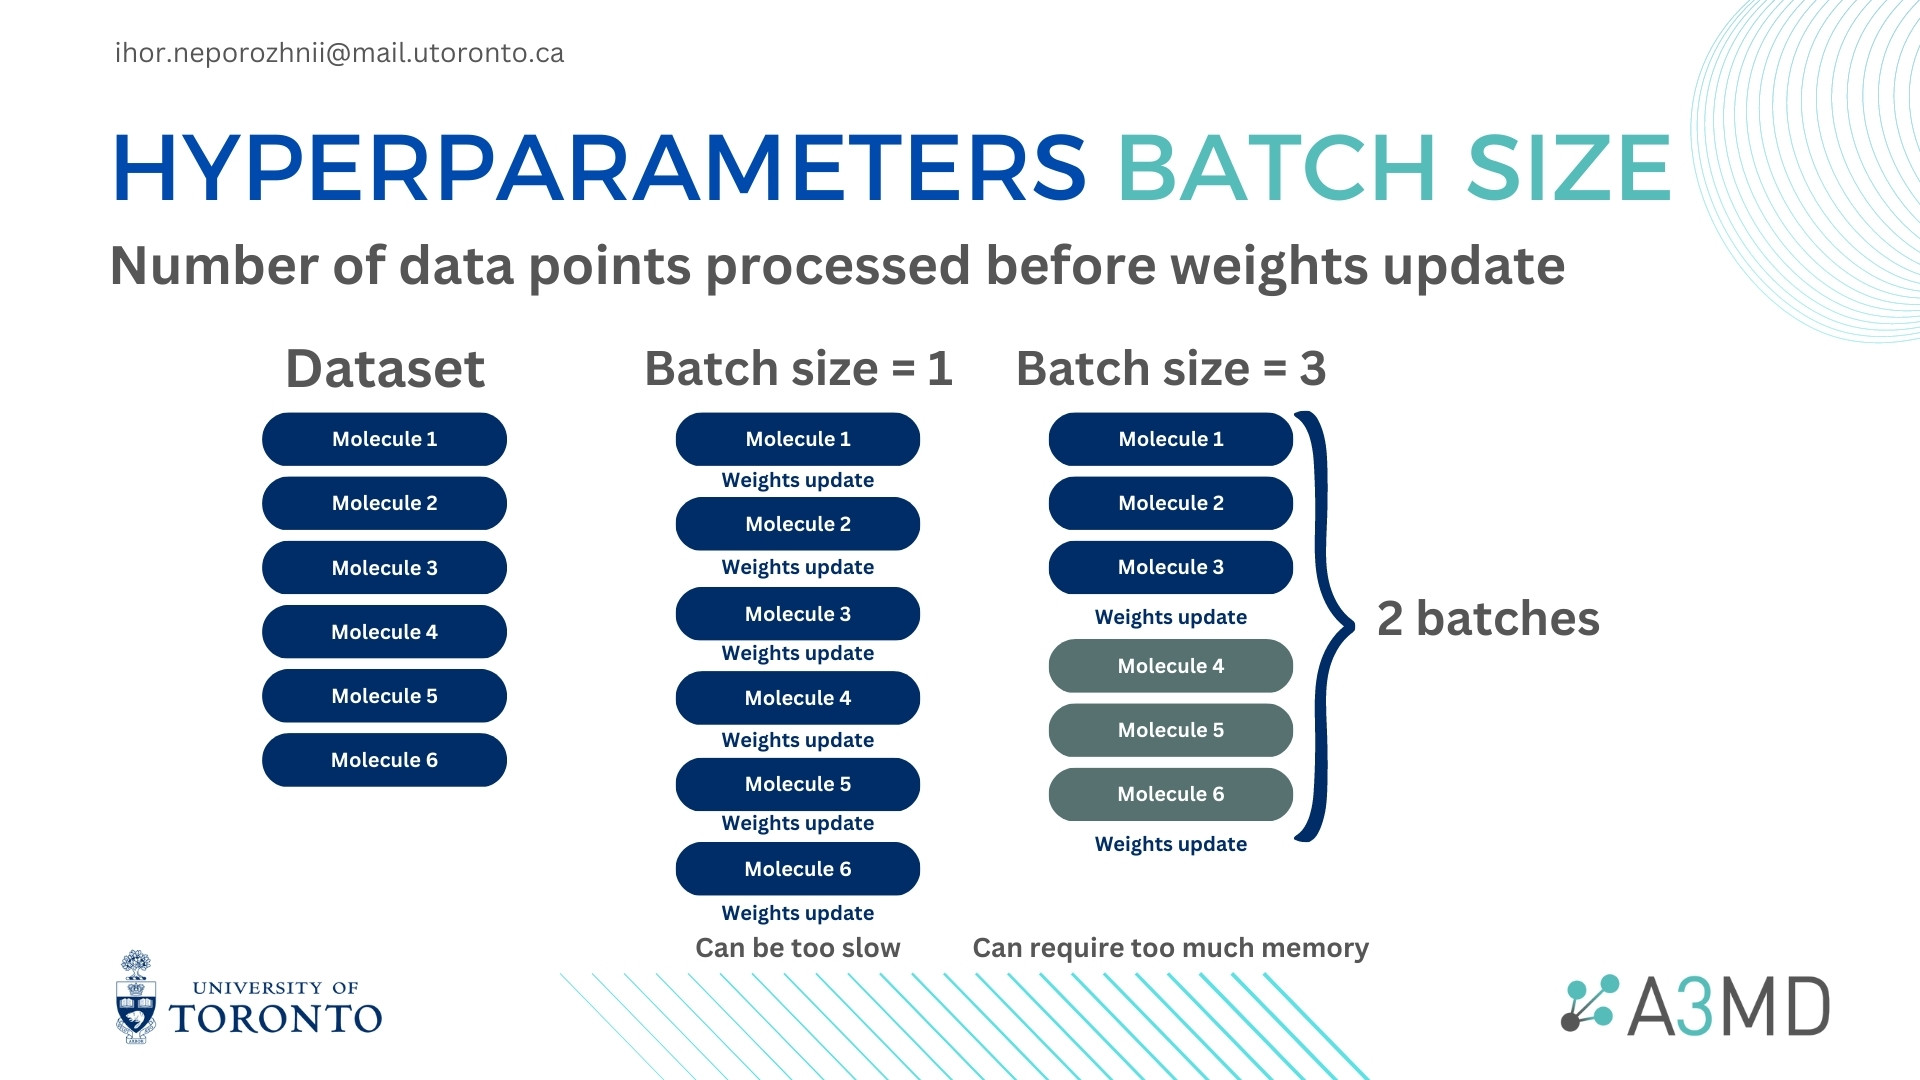 ihor.neporozhnii@mail.utoronto.ca
HYPERPARAMETERS BATCH SIZE
Number of data points processed before weights update
Dataset
Molecule 1
Molecule 2
Molecule 3
Molecule 4
Molecule 5
Molecule 6
Batch size = 1
Molecule 1
Weights update
Molecule 2
Weights update
Molecule 3
Weights update
Molecule 4
Weights update
Molecule 5
Weights update
Molecule 6
Weights update
Can be too slow
Batch size = 3
Molecule 1
Molecule 2
Molecule 3
Weights update
Molecule 4
Molecule 5
Molecule 6
Weights update
2 batches
Can require too much memory
UNIVERSITY OF
TORONTO
A3MD